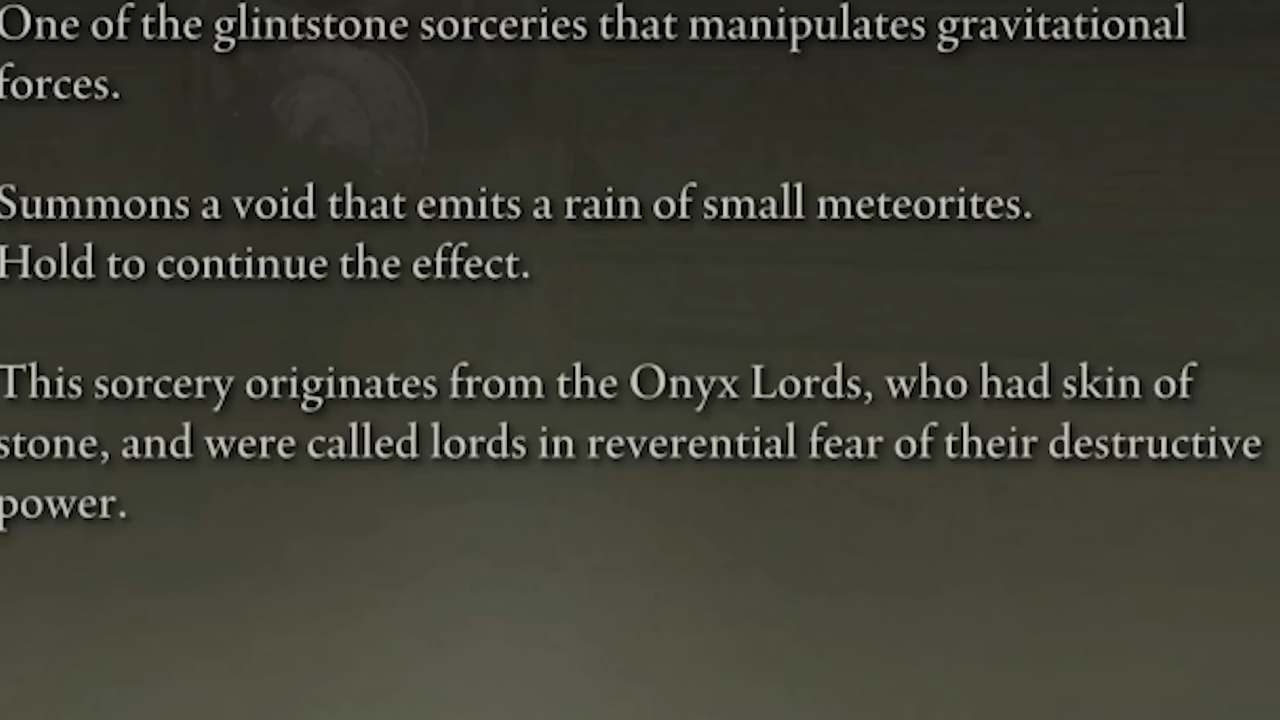 One of the glintstone sorceries that manipulates gravitational
forces.
Summons a void that emits a rain of small meteorites.
Hold to continue the effect.
This sorcery originates from the Onyx Lords, who had skin of
stone, and were called lords in reverential fear of their destructive
power.